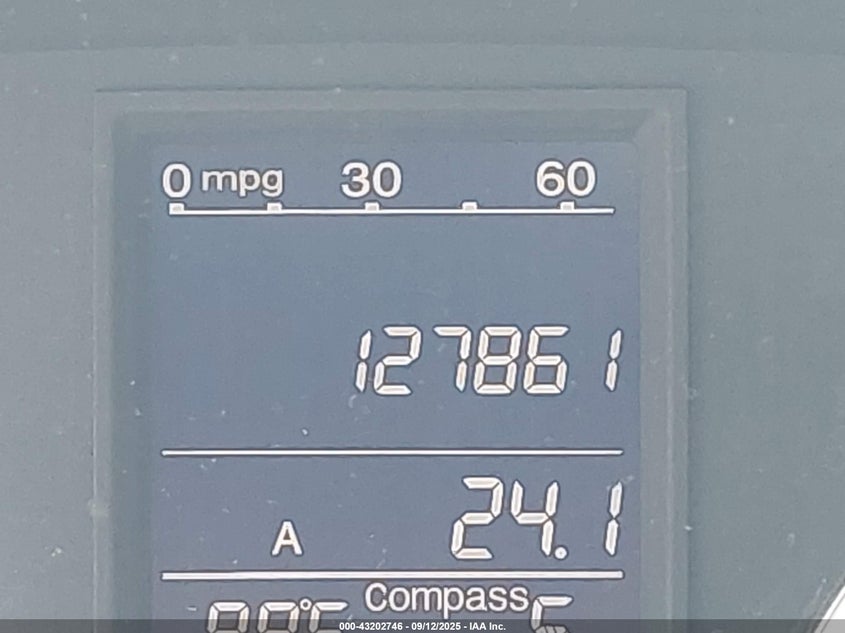 0 mpg 30 60
127861
A 24.1
Compass
000-43202746 - 09/12/2025 - IAA Inc.